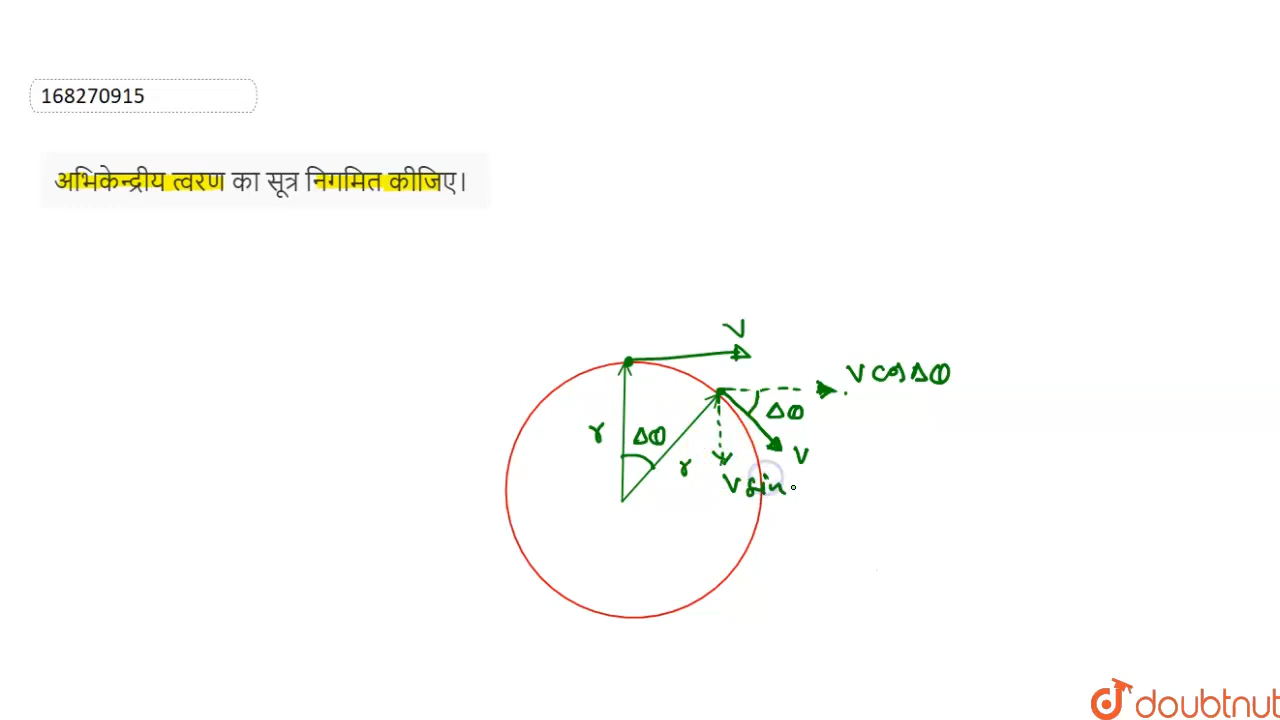 168270915
अभिकेन्द्रीय त्वरण का सूत्र निगमित कीजिए।
V
V cos Δθ
Δθ
r
Δθ
V
r
V sin
doubtnut